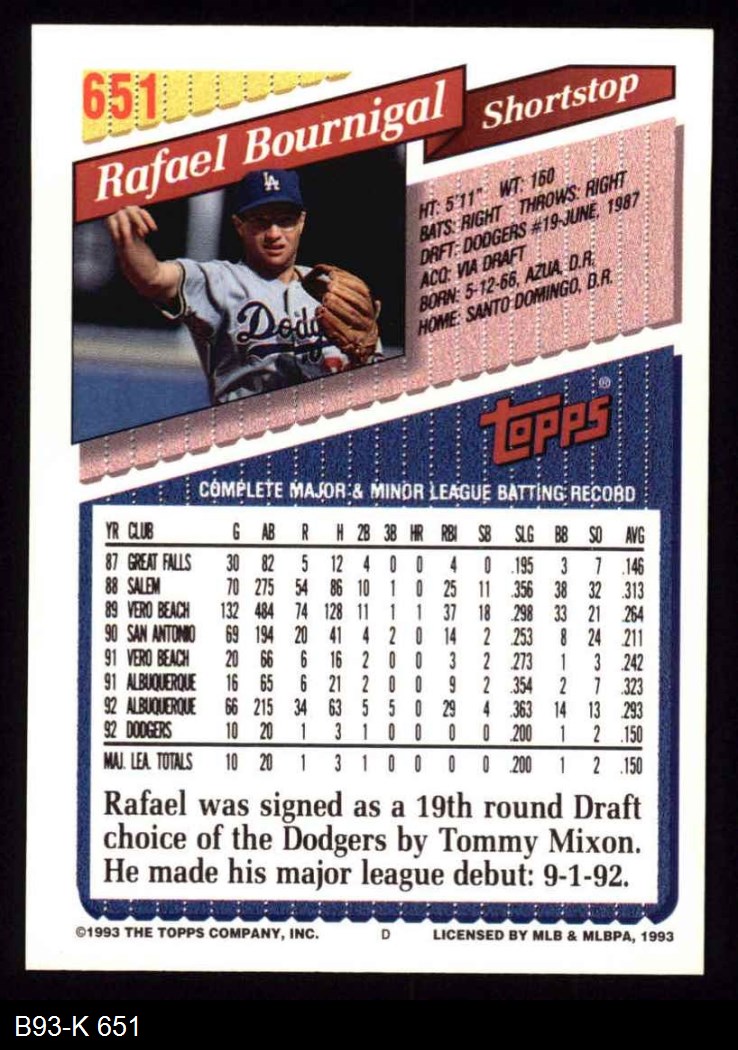 651
Rafael Bournigal
Shortstop
LA
Dodg
HT: 5'11" WT: 160
BATS: RIGHT THROWS: RIGHT
DRFT: DODGERS #19-JUNE, 1987
ACQ: VIA DRAFT
BORN: 5-12-66, AZUA, D.R.
HOME: SANTO DOMINGO, D.R.
TOPPS®
COMPLETE MAJOR & MINOR LEAGUE BATTING RECORD
YR CLUB G AB R H 2B 3B HR RBI SB SLG BB SO AVG
87 GREAT FALLS 30 82 5 12 4 0 0 4 0 .195 3 7 .146
88 SALEM 70 275 54 86 10 1 0 25 11 .356 38 32 .313
89 VERO BEACH 132 484 74 128 11 1 1 37 18 .298 33 21 .264
90 SAN ANTONIO 69 194 20 41 4 2 0 14 2 .253 8 24 .211
91 VERO BEACH 20 66 6 16 2 0 0 3 2 .273 1 3 .242
91 ALBUQUERQUE 16 65 6 21 2 0 0 9 2 .354 2 7 .323
92 ALBUQUERQUE 66 215 34 63 5 5 0 29 4 .363 14 13 .293
92 DODGERS 10 20 1 3 1 0 0 0 0 .200 1 2 .150
MAJ. LEA. TOTALS 10 20 1 3 1 0 0 0 0 .200 1 2 .150
Rafael was signed as a 19th round Draft
choice of the Dodgers by Tommy Mixon.
He made his major league debut: 9-1-92.
©1993 THE TOPPS COMPANY, INC. D LICENSED BY MLB & MLBPA, 1993
B93-K 651